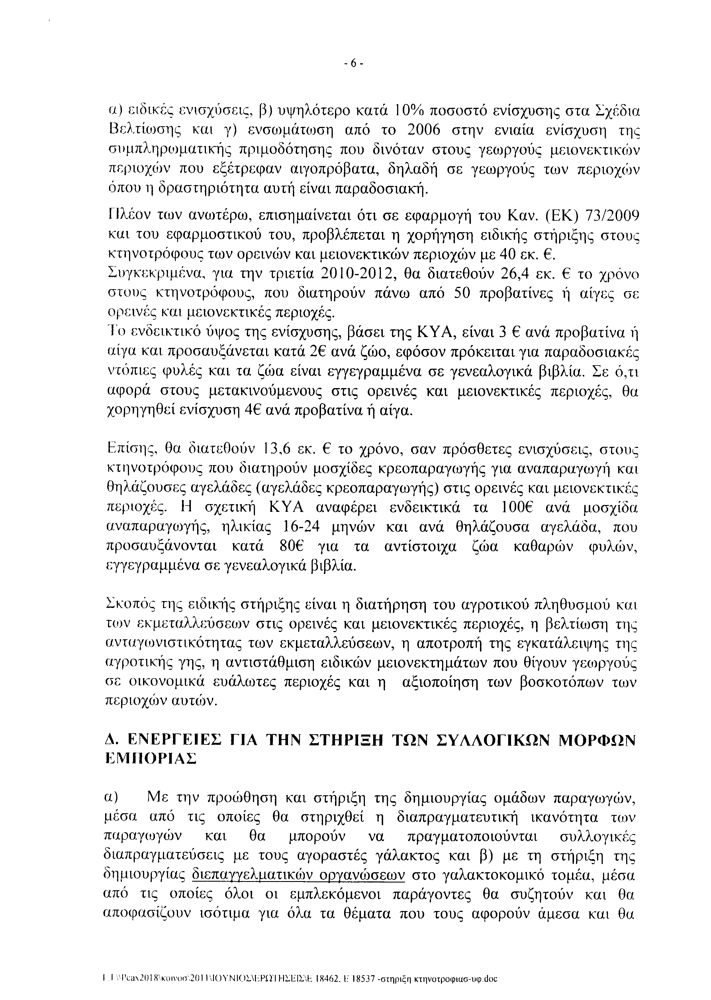 - 6 -
α) ειδικές ενισχύσεις, β) υψηλότερο κατά 10% ποσοστό ενίσχυσης στα Σχέδια
Βελτίωσης και γ) ενσωμάτωση από το 2006 στην ενιαία ενίσχυση της
συμπληρωματικής πριμοδότησης που δινόταν στους γεωργούς μειονεκτικών
περιοχών που εξέτρεφαν αιγοπρόβατα, δηλαδή σε γεωργούς των περιοχών
όπου η δραστηριότητα αυτή είναι παραδοσιακή.
Πλέον των ανωτέρω, επισημαίνεται ότι σε εφαρμογή του Καν. (ΕΚ) 73/2009
και του εφαρμοστικού του, προβλέπεται η χορήγηση ειδικής στήριξης στους
κτηνοτρόφους των ορεινών και μειονεκτικών περιοχών με 40 εκ. €.
Συγκεκριμένα, για την τριετία 2010-2012, θα διατεθούν 26,4 εκ. € το χρόνο
στους κτηνοτρόφους, που διατηρούν πάνω από 50 προβατίνες ή αίγες σε
ορεινές και μειονεκτικές περιοχές.
Το ενδεικτικό ύψος της ενίσχυσης, βάσει της ΚΥΑ, είναι 3 € ανά προβατίνα ή
αίγα και προσαυξάνεται κατά 2€ ανά ζώο, εφόσον πρόκειται για παραδοσιακές
ντόπιες φυλές και τα ζώα είναι εγγεγραμμένα σε γενεαλογικά βιβλία. Σε ό,τι
αφορά στους μετακινούμενους στις ορεινές και μειονεκτικές περιοχές, θα
χορηγηθεί ενίσχυση 4€ ανά προβατίνα ή αίγα.
Επίσης, θα διατεθούν 13,6 εκ. € το χρόνο, σαν πρόσθετες ενισχύσεις, στους
κτηνοτρόφους που διατηρούν μοσχίδες κρεοπαραγωγής για αναπαραγωγή και
θηλάζουσες αγελάδες (αγελάδες κρεοπαραγωγής) στις ορεινές και μειονεκτικές
περιοχές. Η σχετική ΚΥΑ αναφέρει ενδεικτικά τα 100€ ανά μοσχίδα
αναπαραγωγής, ηλικίας 16-24 μηνών και ανά θηλάζουσα αγελάδα, που
προσαυξάνονται κατά 80€ για τα αντίστοιχα ζώα καθαρών φυλών,
εγγεγραμμένα σε γενεαλογικά βιβλία.
Σκοπός της ειδικής στήριξης είναι η διατήρηση του αγροτικού πληθυσμού και
των εκμεταλλεύσεων στις ορεινές και μειονεκτικές περιοχές, η βελτίωση της
ανταγωνιστικότητας των εκμεταλλεύσεων, η αποτροπή της εγκατάλειψης της
αγροτικής γης, η αντιστάθμιση ειδικών μειονεκτημάτων που θίγουν γεωργούς
σε οικονομικά ευάλωτες περιοχές και η αξιοποίηση των βοσκοτόπων των
περιοχών αυτών.
Δ. ΕΝΕΡΓΕΙΕΣ ΓΙΑ ΤΗΝ ΣΤΗΡΙΞΗ ΤΩΝ ΣΥΛΛΟΓΙΚΩΝ ΜΟΡΦΩΝ
ΕΜΠΟΡΙΑΣ
α) Με την προώθηση και στήριξη της δημιουργίας ομάδων παραγωγών,
μέσα από τις οποίες θα στηριχθεί η διαπραγματευτική ικανότητα των
παραγωγών και θα μπορούν να πραγματοποιούνται συλλογικές
διαπραγματεύσεις με τους αγοραστές γάλακτος και β) με τη στήριξη της
δημιουργίας διεπαγγελματικών οργανώσεων στο γαλακτοκομικό τομέα, μέσα
από τις οποίες όλοι οι εμπλεκόμενοι παράγοντες θα συζητούν και θα
αποφασίζουν ισότιμα για όλα τα θέματα που τους αφορούν άμεσα και θα
\\Pcax2018\κοινοσ\2011\ΙΟΥΝΙΟΣ\ΕΡΩΤΗΣΕΙΣ\Ε 18462. Ε 18537 -στηριξη κτηνοτροφιασ-υφ.doc